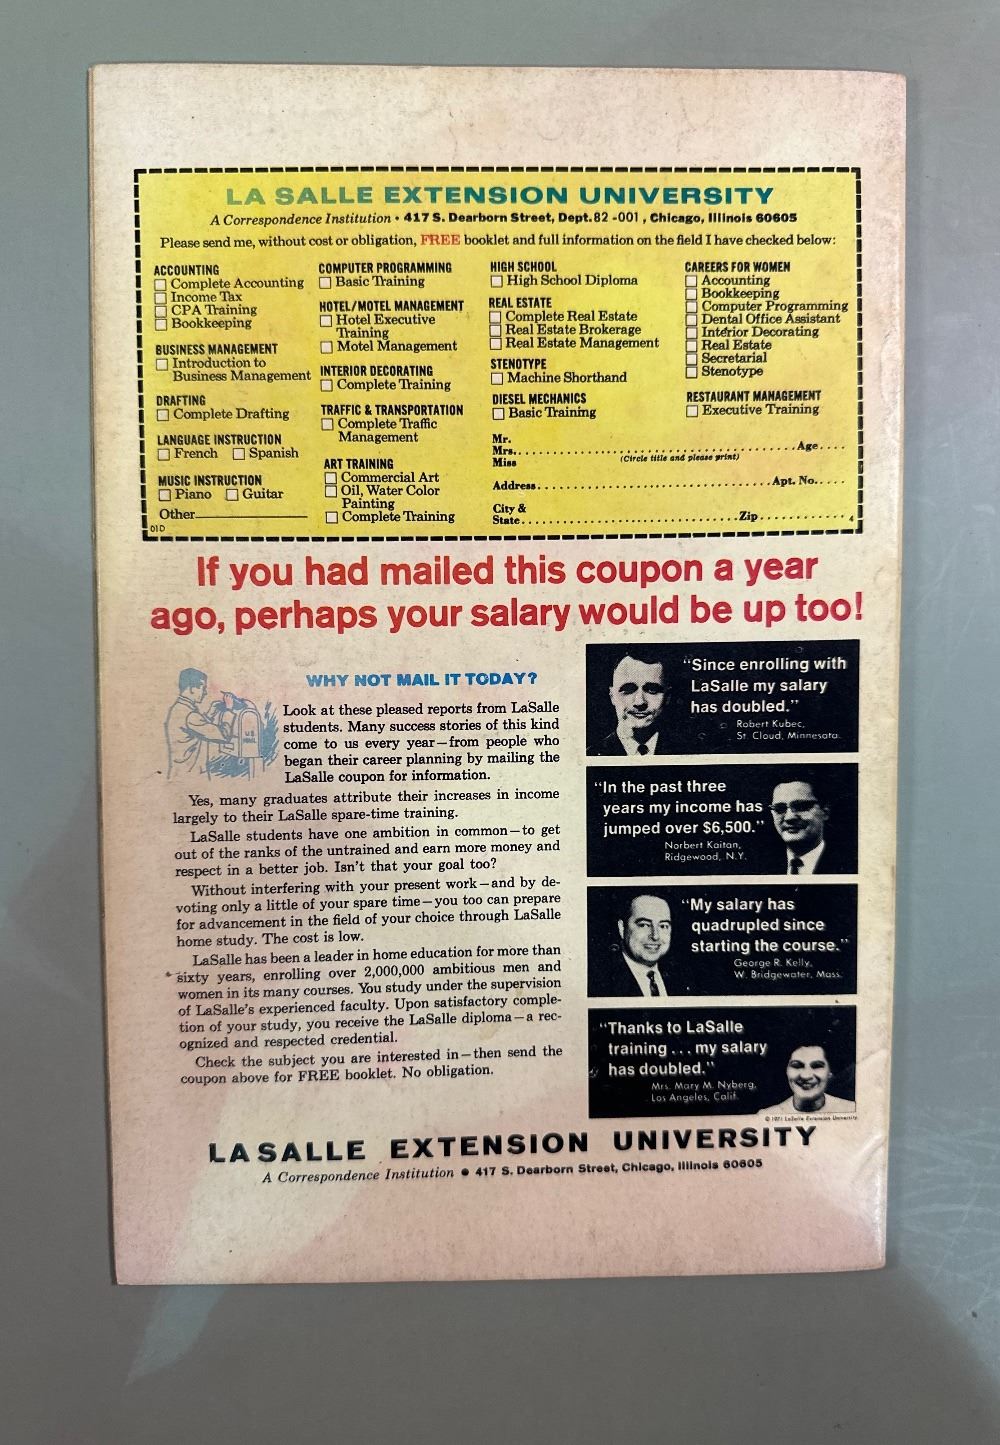 LA SALLE EXTENSION UNIVERSITY
A Correspondence Institution • 417 S. Dearborn Street, Dept. 82-001, Chicago, Illinois 60605
Please send me, without cost or obligation, FREE booklet and full information on the field I have checked below:
ACCOUNTING
Complete Accounting
Income Tax
CPA Training
Bookkeeping
BUSINESS MANAGEMENT
Introduction to
Business Management
DRAFTING
Complete Drafting
LANGUAGE INSTRUCTION
French Spanish
MUSIC INSTRUCTION
Piano Guitar
Other
01D
COMPUTER PROGRAMMING
Basic Training
HOTEL/MOTEL MANAGEMENT
Hotel Executive
Training
Motel Management
INTERIOR DECORATING
Complete Training
TRAFFIC & TRANSPORTATION
Complete Traffic
Management
ART TRAINING
Commercial Art
Oil, Water Color
Painting
Complete Training
HIGH SCHOOL
High School Diploma
REAL ESTATE
Complete Real Estate
Real Estate Brokerage
Real Estate Management
STENOTYPE
Machine Shorthand
DIESEL MECHANICS
Basic Training
CAREERS FOR WOMEN
Accounting
Bookkeeping
Computer Programming
Dental Office Assistant
Interior Decorating
Real Estate
Secretarial
Stenotype
RESTAURANT MANAGEMENT
Executive Training
Mr.
Mrs. Age
Miss (Circle title and please print)
Address Apt. No.
City &
State Zip
4
If you had mailed this coupon a year
ago, perhaps your salary would be up too!
WHY NOT MAIL IT TODAY?
U.S.
MAIL
Look at these pleased reports from LaSalle
students. Many success stories of this kind
come to us every year—from people who
began their career planning by mailing the
LaSalle coupon for information.
Yes, many graduates attribute their increases in income
largely to their LaSalle spare-time training.
LaSalle students have one ambition in common—to get
out of the ranks of the untrained and earn more money and
respect in a better job. Isn't that your goal too?
Without interfering with your present work—and by de-
voting only a little of your spare time—you too can prepare
for advancement in the field of your choice through LaSalle
home study. The cost is low.
LaSalle has been a leader in home education for more than
sixty years, enrolling over 2,000,000 ambitious men and
women in its many courses. You study under the supervision
of LaSalle's experienced faculty. Upon satisfactory comple-
tion of your study, you receive the LaSalle diploma—a rec-
ognized and respected credential.
Check the subject you are interested in—then send the
coupon above for FREE booklet. No obligation.
"Since enrolling with
LaSalle my salary
has doubled."
Robert Kubec,
St. Cloud, Minnesota.
"In the past three
years my income has
jumped over $6,500."
Norbert Kaitan,
Ridgewood, N.Y.
"My salary has
quadrupled since
starting the course."
George R. Kelly,
W. Bridgewater, Mass.
"Thanks to LaSalle
training... my salary
has doubled."
Mrs. Mary M. Nyberg,
Los Angeles, Calif.
© 1971 LaSalle Extension University
LASALLE EXTENSION UNIVERSITY
A Correspondence Institution • 417 S. Dearborn Street, Chicago, Illinois 60605